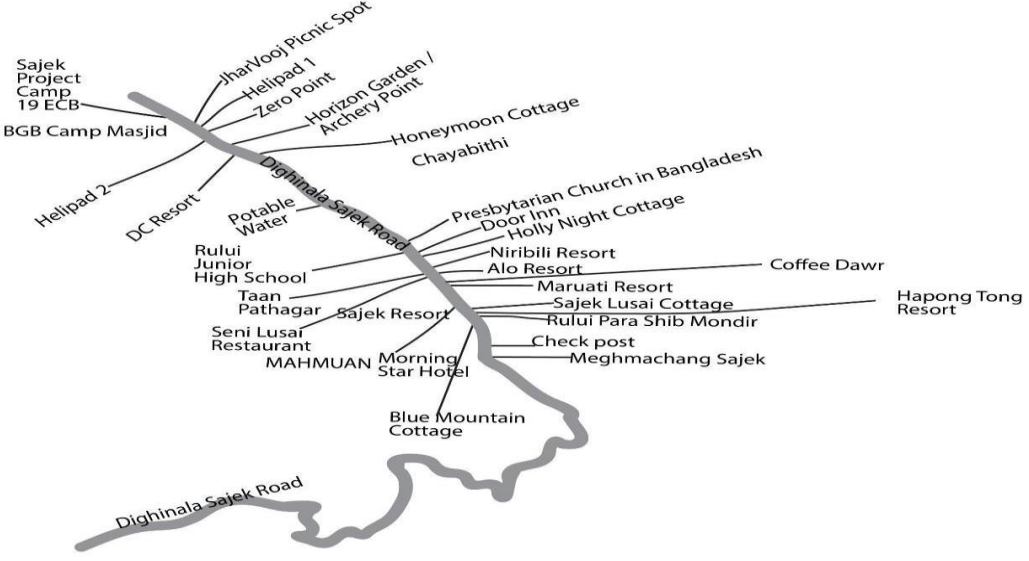 JharVooj Picnic Spot
Sajek
Project
Camp
19 ECB
Helipad 1
Zero Point
Horizon Garden /
Archery Point
BGB Camp Masjid
Honeymoon Cottage
Chayabithi
Helipad 2
DC Resort
Dighinala Sajek Road
Potable
Water
Presbytarian Church in Bangladesh
Door Inn
Holly Night Cottage
Rului
Junior
High School
Niribili Resort
Alo Resort
Coffee Dawr
Maruati Resort
Taan
Pathagar
Sajek Lusai Cottage
Hapong Tong
Resort
Sajek Resort
Rului Para Shib Mondir
Seni Lusai
Restaurant
Check post
MAHMUAN
Morning
Star Hotel
Meghmachang Sajek
Blue Mountain
Cottage
Dighinala Sajek Road